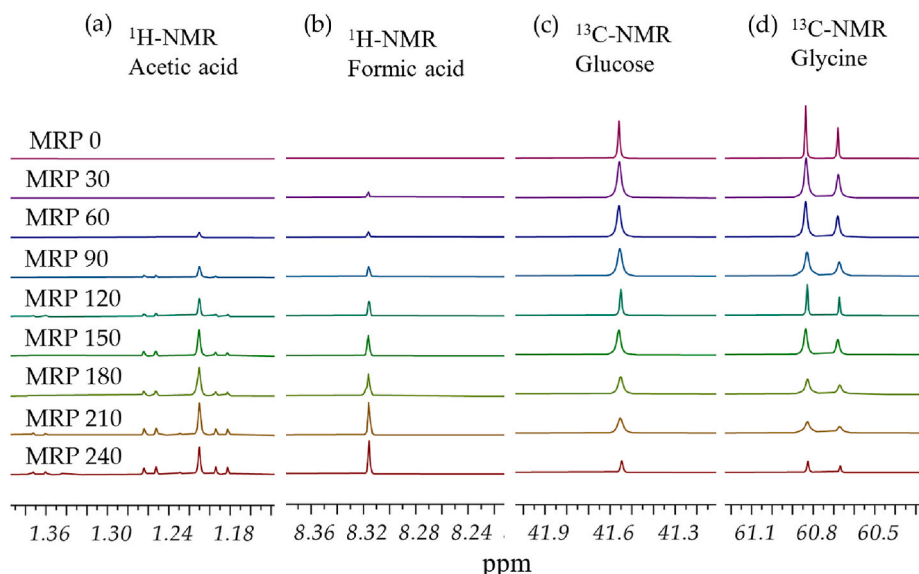 (a) ¹H-NMR
Acetic acid
(b) ¹H-NMR
Formic acid
(c) ¹³C-NMR
Glucose
(d) ¹³C-NMR
Glycine
MRP 0
MRP 30
MRP 60
MRP 90
MRP 120
MRP 150
MRP 180
MRP 210
MRP 240
1.36 1.30 1.24 1.18 8.36 8.32 8.28 8.24 41.9 41.6 41.3 61.1 60.8 60.5
ppm